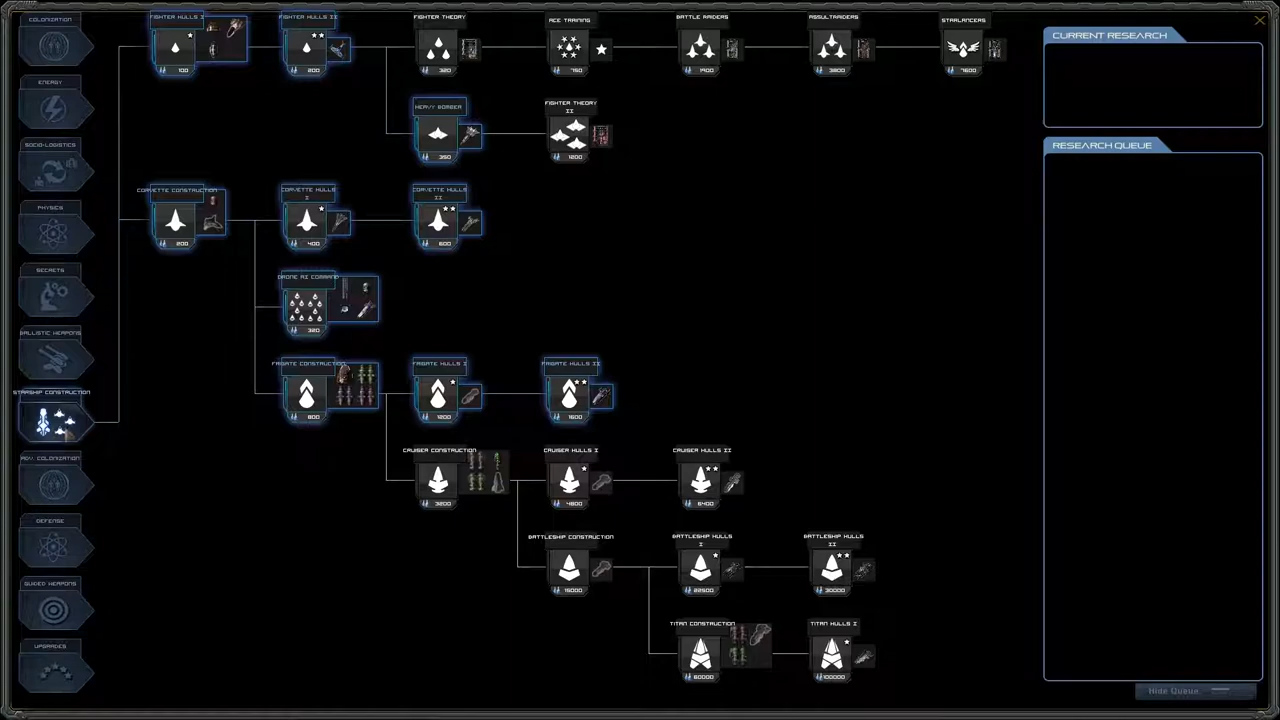 COLONIZATION
ENERGY
SOCIO-LOGISTICS
PHYSICS
SECRETS
BALLISTIC WEAPONS
STARSHIP CONSTRUCTION
ADV. COLONIZATION
DEFENSE
GUIDED WEAPONS
UPGRADES
FIGHTER HULLS I
100
FIGHTER HULLS II
200
FIGHTER THEORY
320
ACE TRAINING
750
BATTLE RAIDERS
1900
ASSULTRAIDERS
3800
STARLANCERS
7600
HEAVY BOMBER
350
FIGHTER THEORY
II
1200
CORVETTE CONSTRUCTION
200
CORVETTE HULLS
I
400
CORVETTE HULLS
II
600
DRONE AI COMMAND
320
FRIGATE CONSTRUCTION
800
FRIGATE HULLS I
1200
FRIGATE HULLS II
1600
CRUISER CONSTRUCTION
3200
CRUISER HULLS I
4800
CRUISER HULLS II
6400
BATTLESHIP CONSTRUCTION
15000
BATTLESHIP HULLS
I
22500
BATTLESHIP HULLS
II
30000
TITAN CONSTRUCTION
60000
TITAN HULLS I
100000
CURRENT RESEARCH
RESEARCH QUEUE
Hide Queue